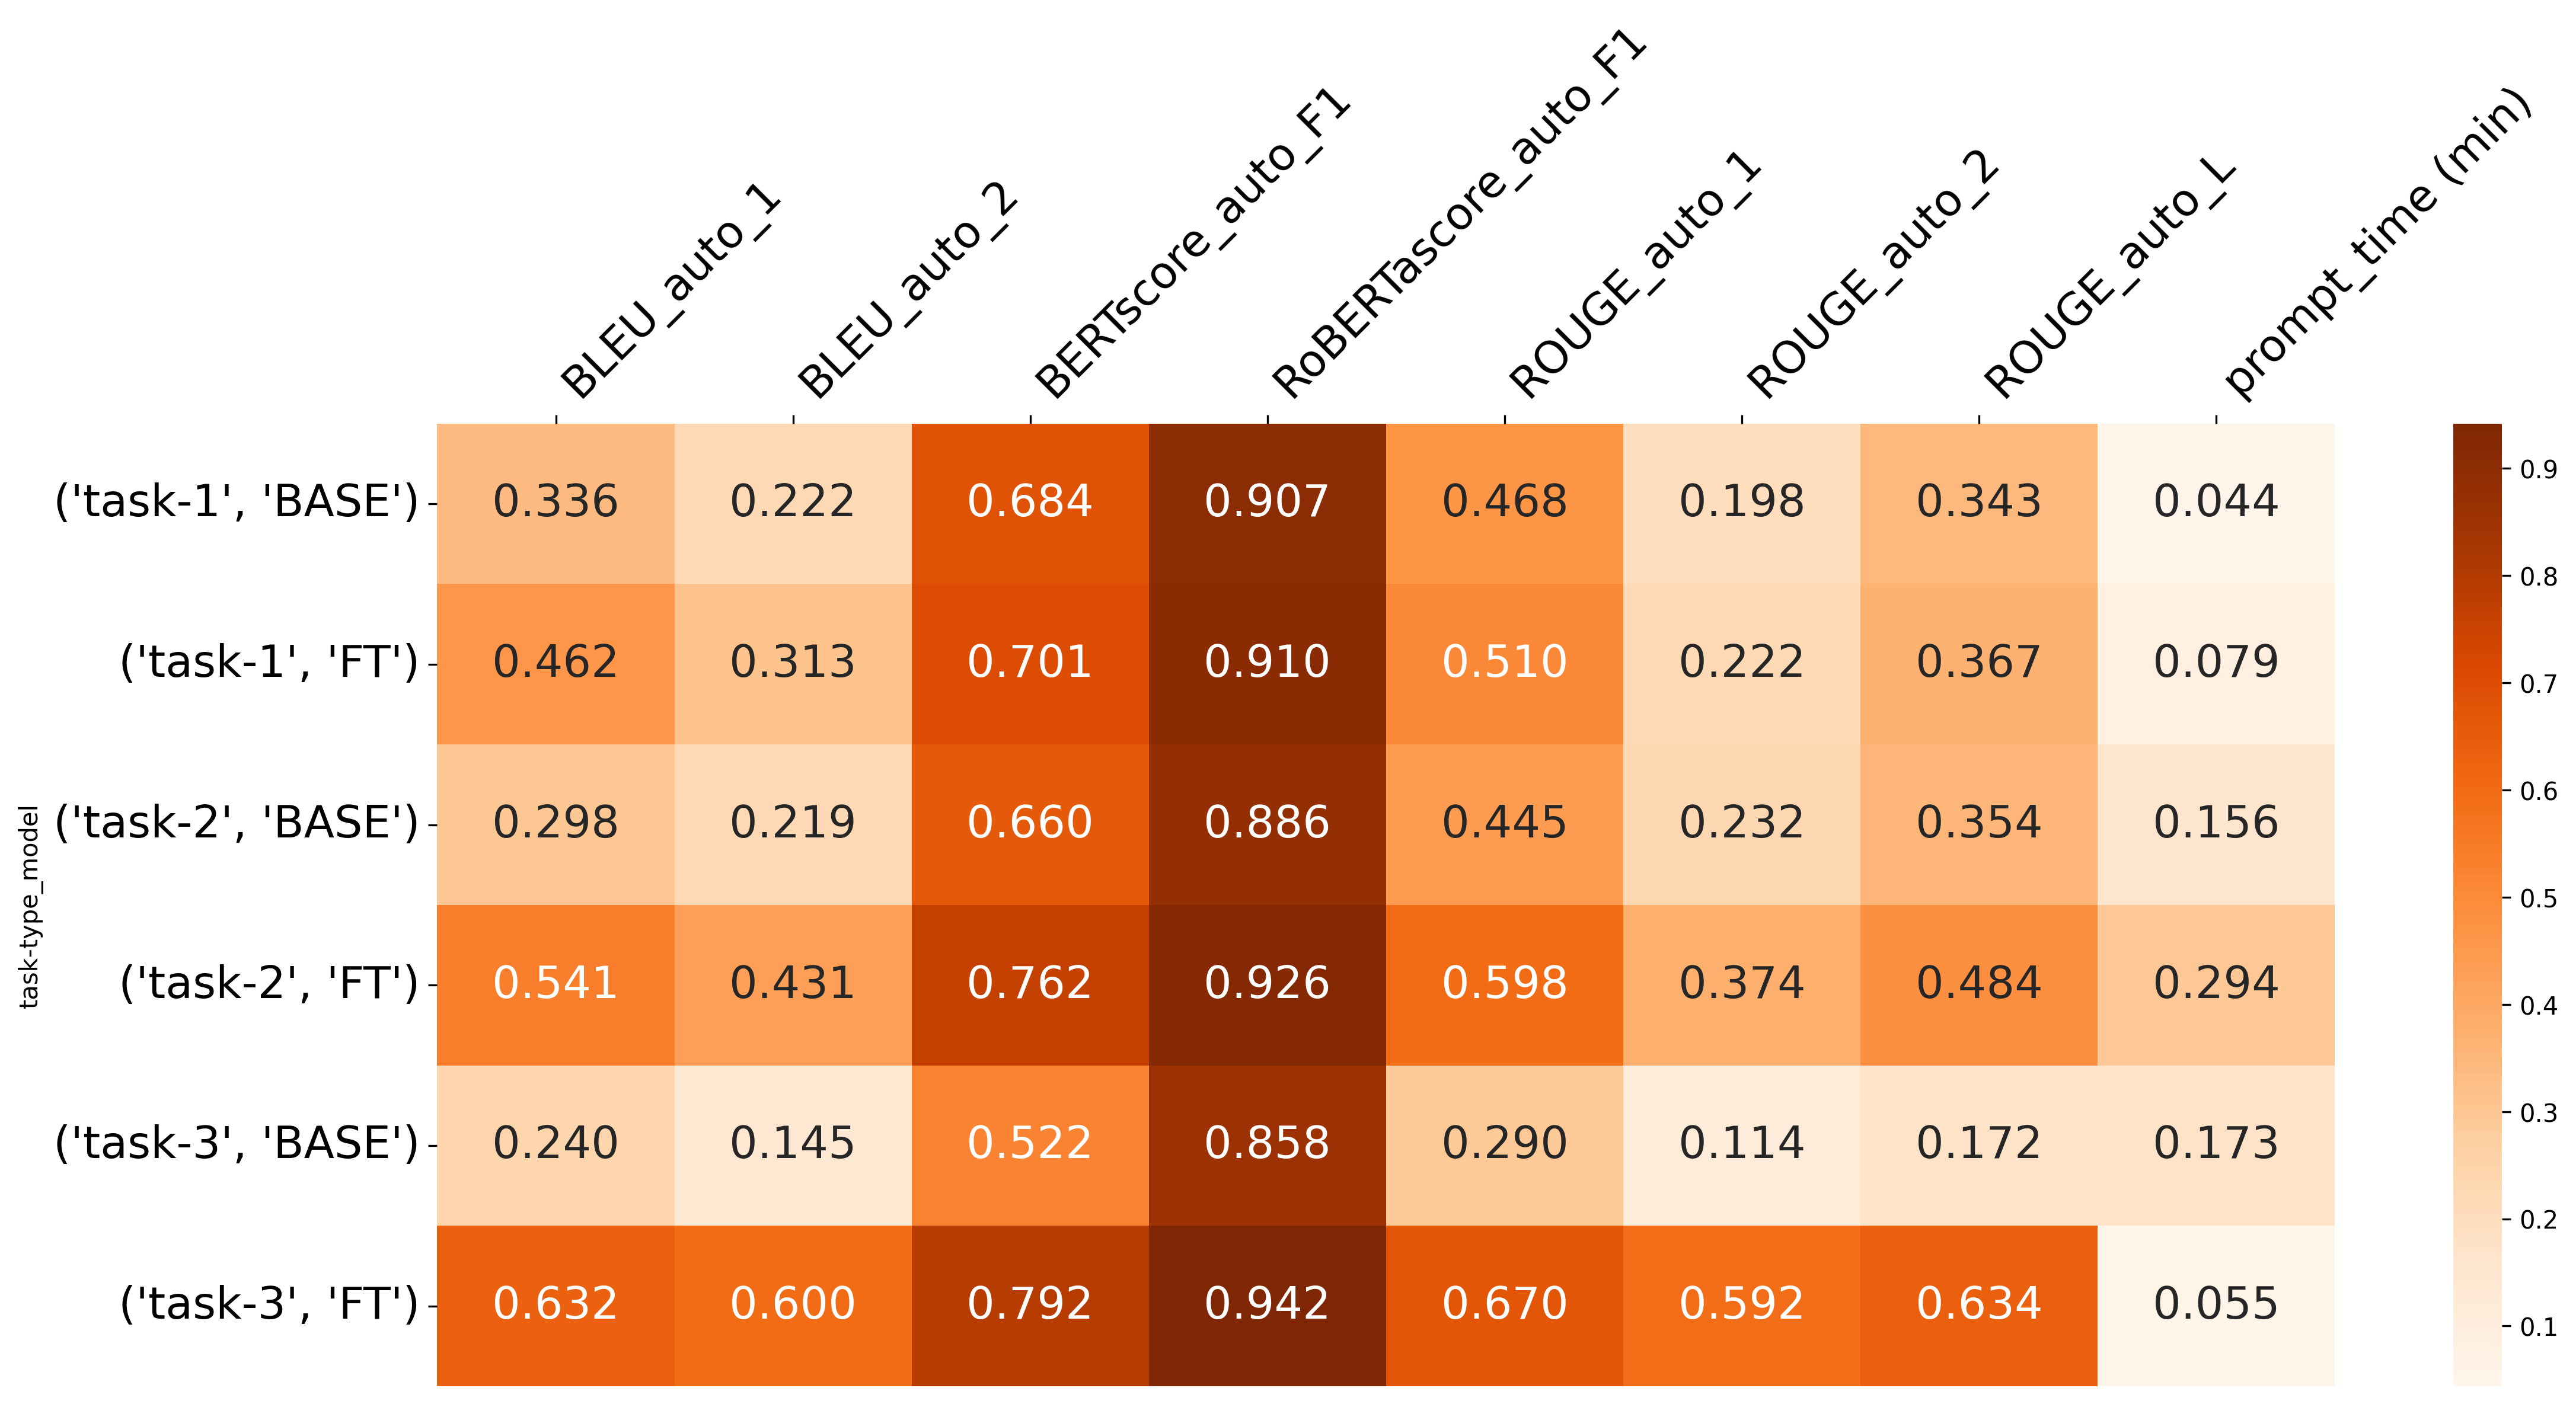 BLEU_auto_1
BLEU_auto_2
BERTscore_auto_F1
RoBERTascore_auto_F1
ROUGE_auto_1
ROUGE_auto_2
ROUGE_auto_L
prompt_time (min)
task-type_model
('task-1', 'BASE') 0.336 0.222 0.684 0.907 0.468 0.198 0.343 0.044
('task-1', 'FT') 0.462 0.313 0.701 0.910 0.510 0.222 0.367 0.079
('task-2', 'BASE') 0.298 0.219 0.660 0.886 0.445 0.232 0.354 0.156
('task-2', 'FT') 0.541 0.431 0.762 0.926 0.598 0.374 0.484 0.294
('task-3', 'BASE') 0.240 0.145 0.522 0.858 0.290 0.114 0.172 0.173
('task-3', 'FT') 0.632 0.600 0.792 0.942 0.670 0.592 0.634 0.055
0.9
0.8
0.7
0.6
0.5
0.4
0.3
0.2
0.1